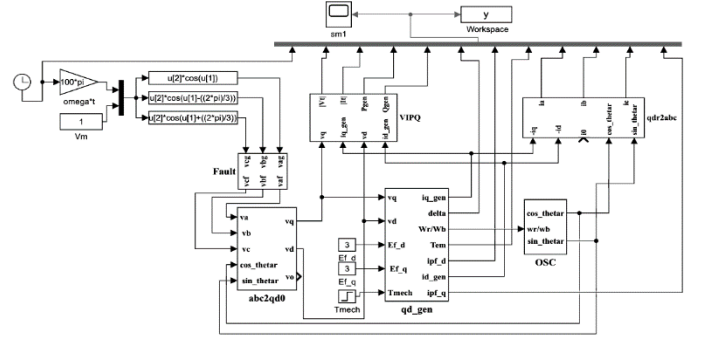 y
sm1
Workspace
100*pi
omega*t
u[2]*cos(u[1])
u[2]*cos(u[1]-((2*pi)/3))
u[2]*cos(u[1]+((2*pi)/3))
1
Vm
|Vt|
|It|
Pgen
Qgen
vq
iq_gen
vd
id_gen
VIPQ
ia
ib
ic
-iq
-id
i0
cos_thetar
sin_thetar
qdr2abc
Fault
vcg
vbg
vag
vcf
vbf
vaf
va
vb
vc
cos_thetar
sin_thetar
vq
vd
vo
abc2qd0
3
Ef_d
3
Ef_q
Tmech
vq
vd
Ef_d
Ef_q
Tmech
iq_gen
delta
Wr/Wb
Tem
ipf_d
id_gen
ipf_q
qd_gen
cos_thetar
wr/wb
sin_thetar
OSC